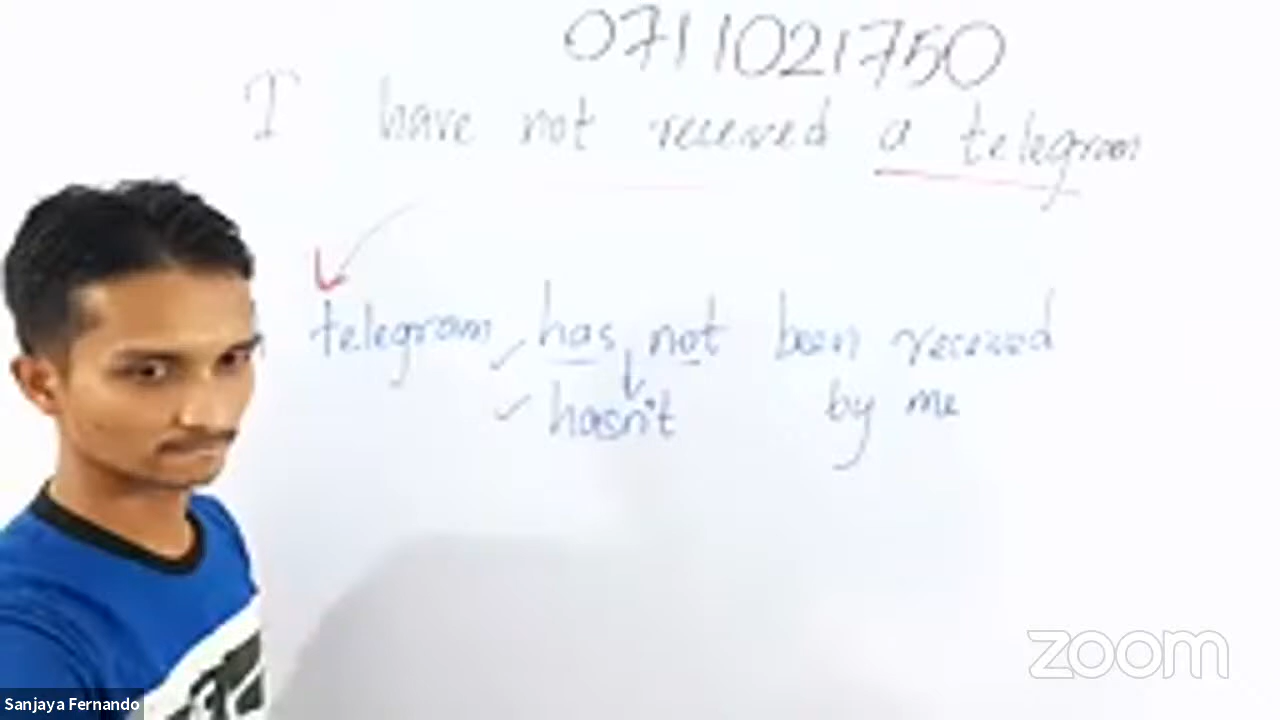 0711021750
I have not received a telegram
telegram has not been received
hasn't by me
zoom
Sanjaya Fernando